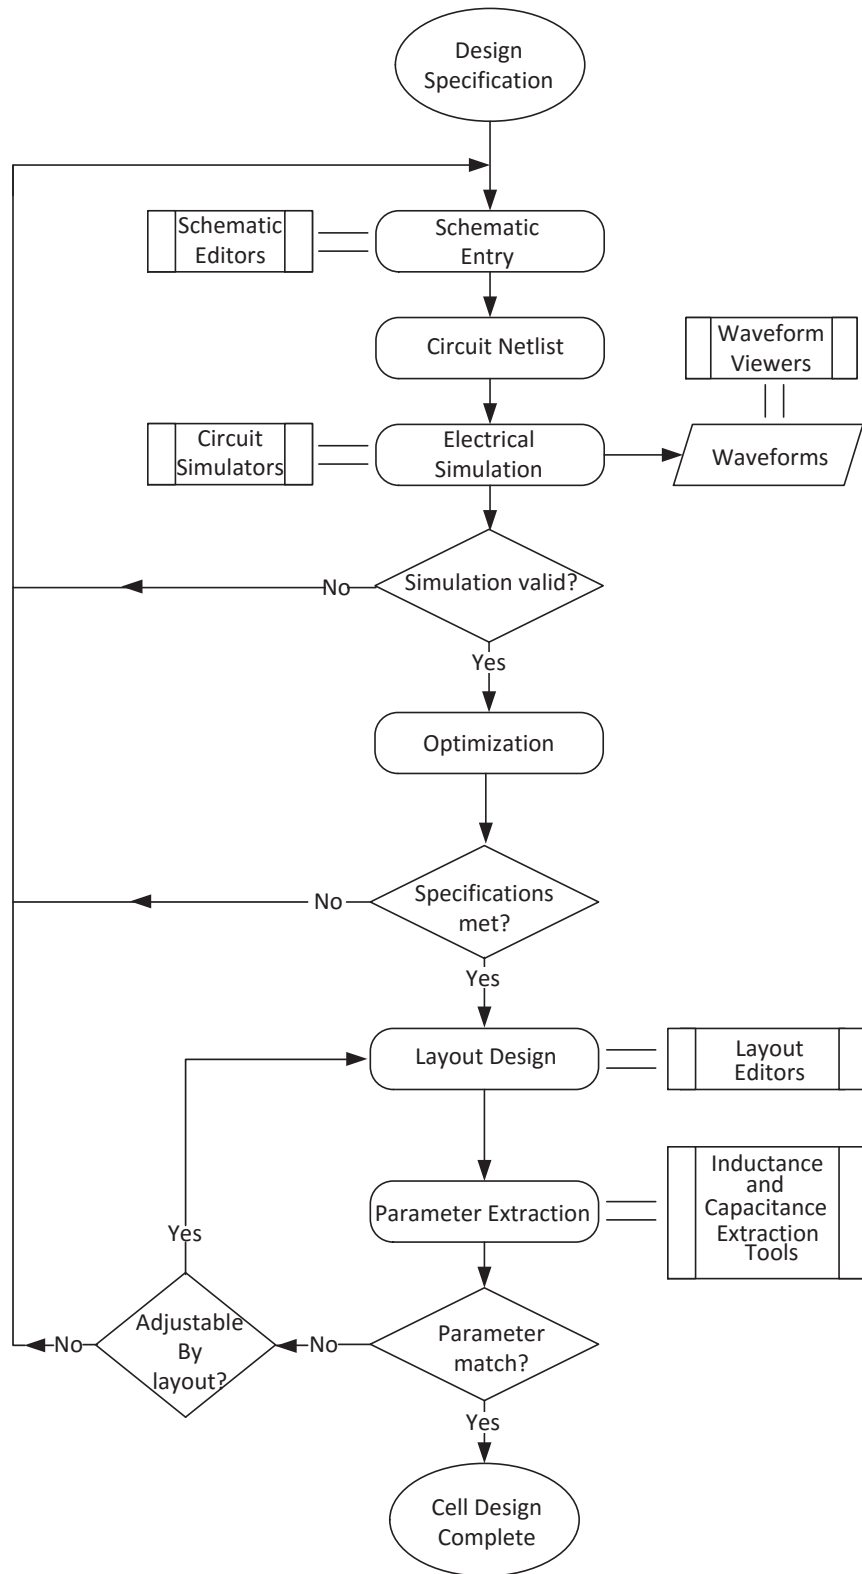 Design
Specification
Schematic
Editors
Schematic
Entry
Circuit Netlist
Waveform
Viewers
Circuit
Simulators
Electrical
Simulation
Waveforms
Simulation valid?
No
Yes
Optimization
Specifications
met?
No
Yes
Layout Design
Layout
Editors
Parameter Extraction
Inductance
and
Capacitance
Extraction
Tools
Yes
Adjustable
By
layout?
No
No
Parameter
match?
Yes
Cell Design
Complete